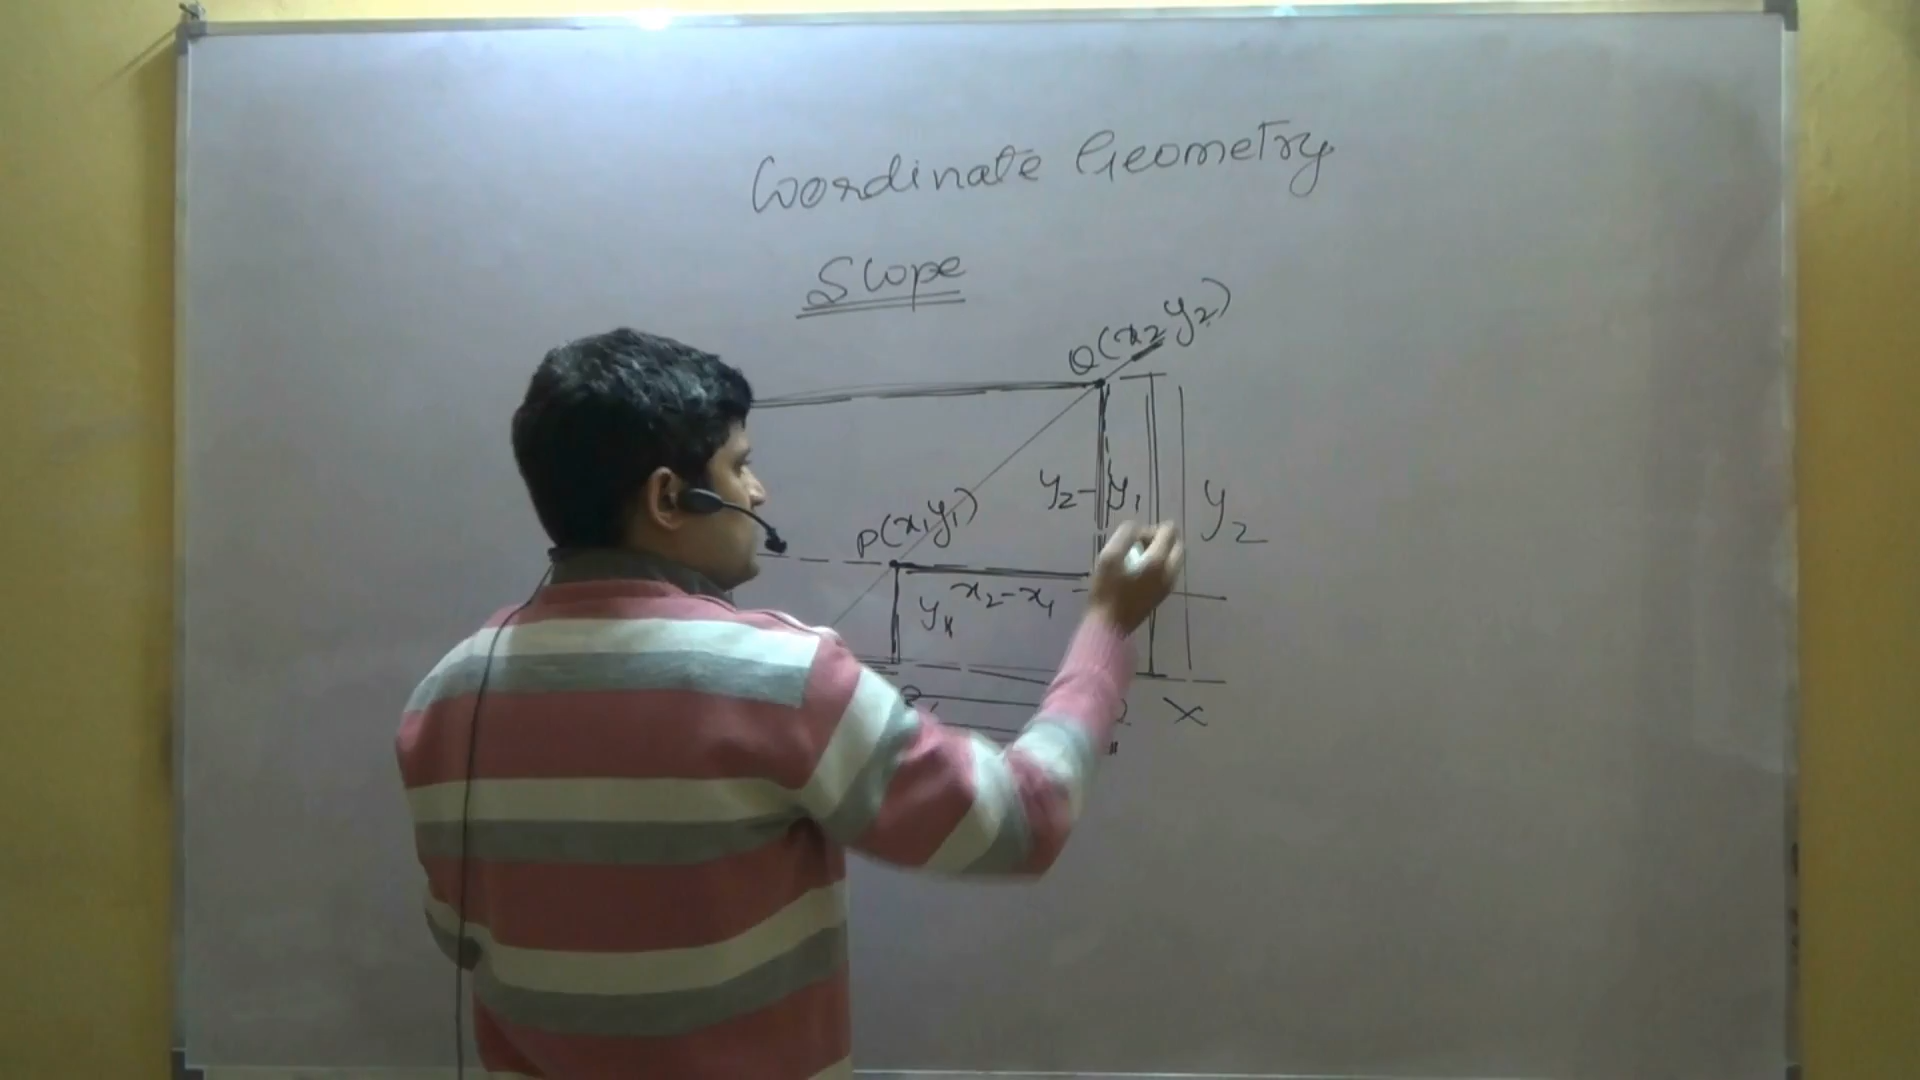 Coordinate Geometry
Slope
Q(x2 y2)
P(x1 y1)
y2-y1
y2
x2-x1
y1
X